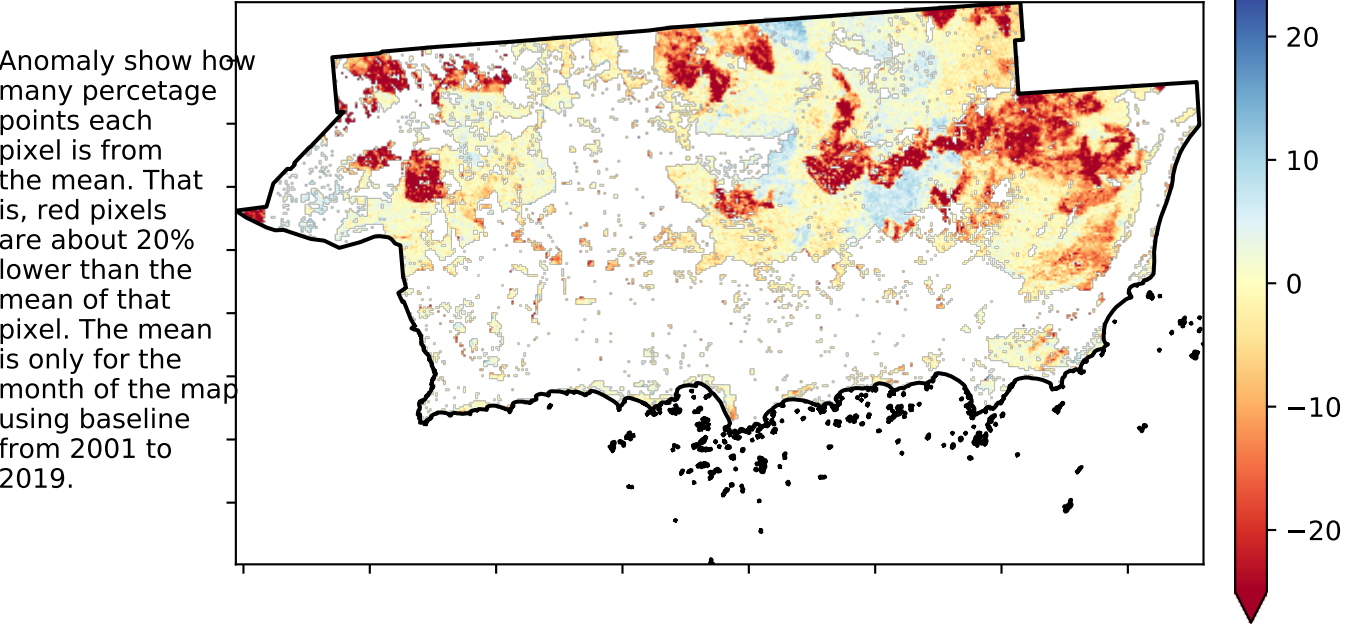 Anomaly show how
many percetage
points each
pixel is from
the mean. That
is, red pixels
are about 20%
lower than the
mean of that
pixel. The mean
is only for the
month of the map
using baseline
from 2001 to
2019.
20
10
0
−10
−20